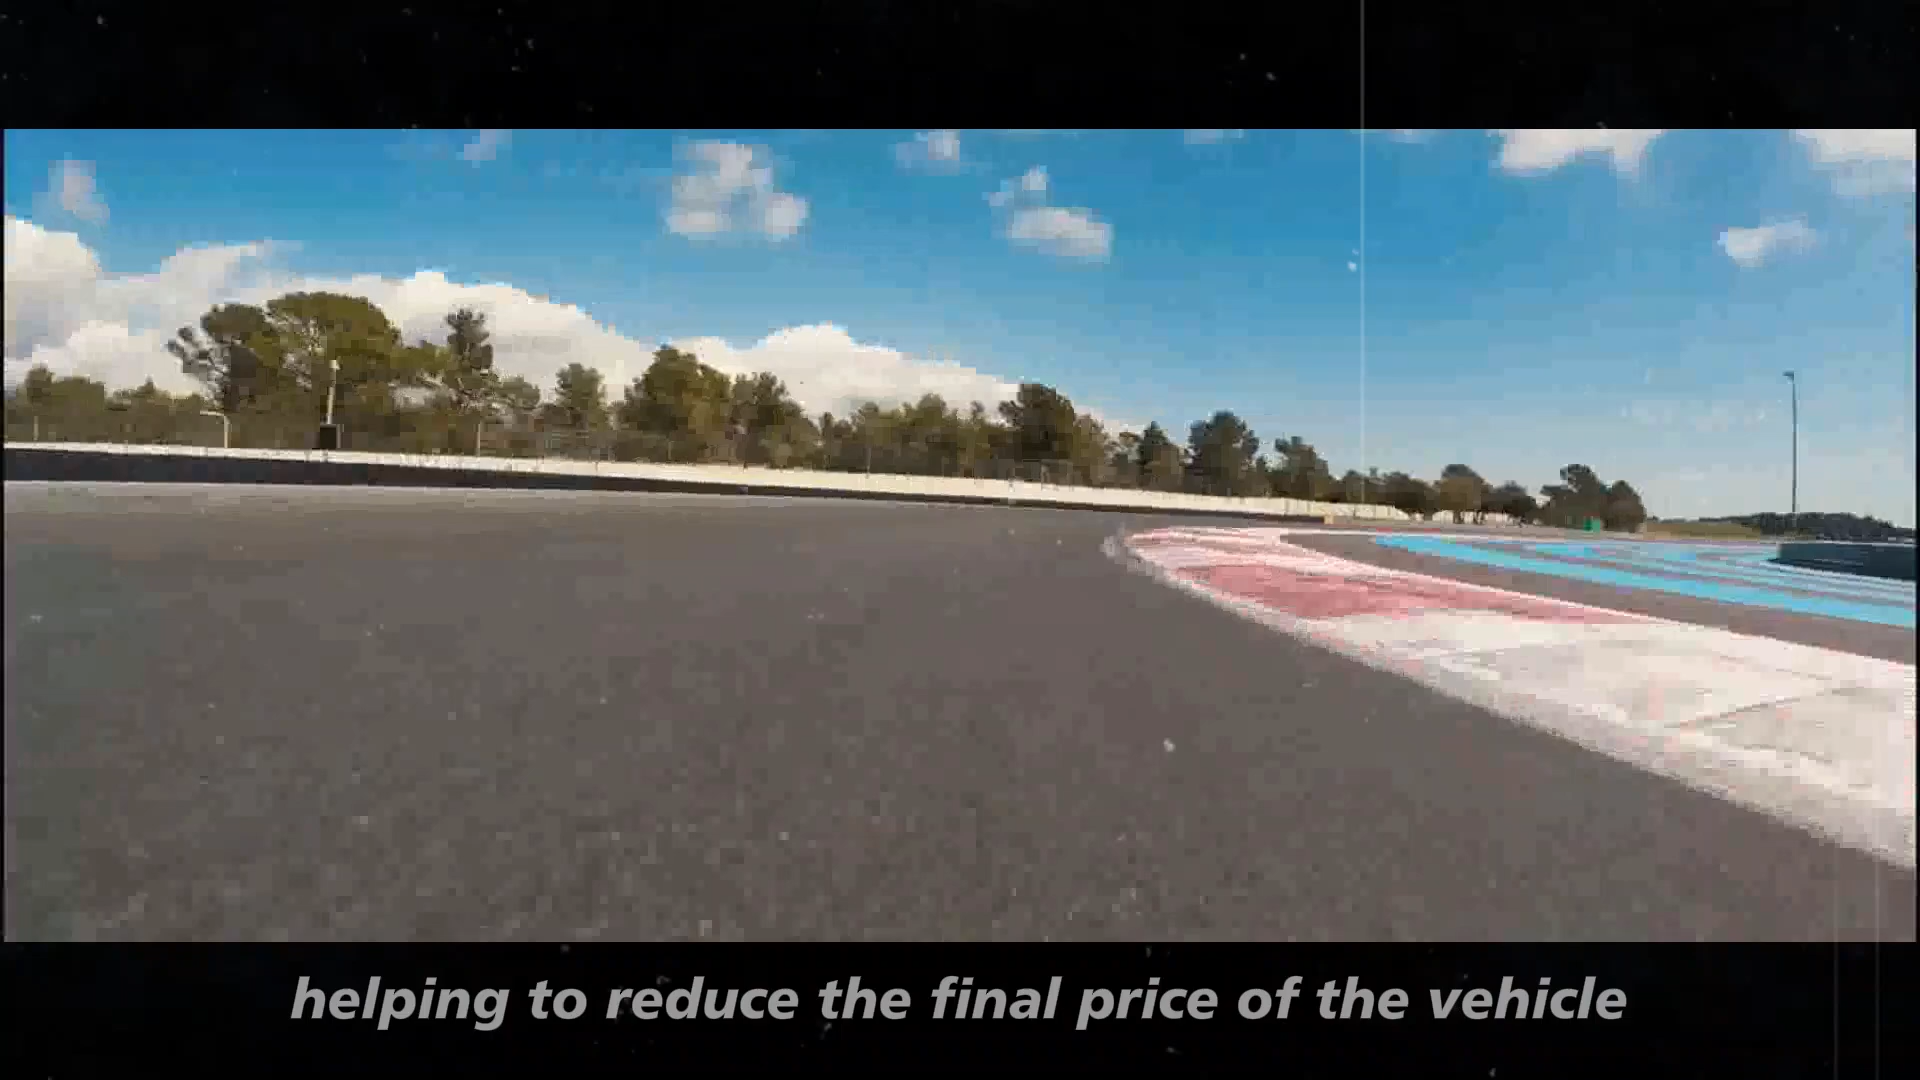 helping to reduce the final price of the vehicle